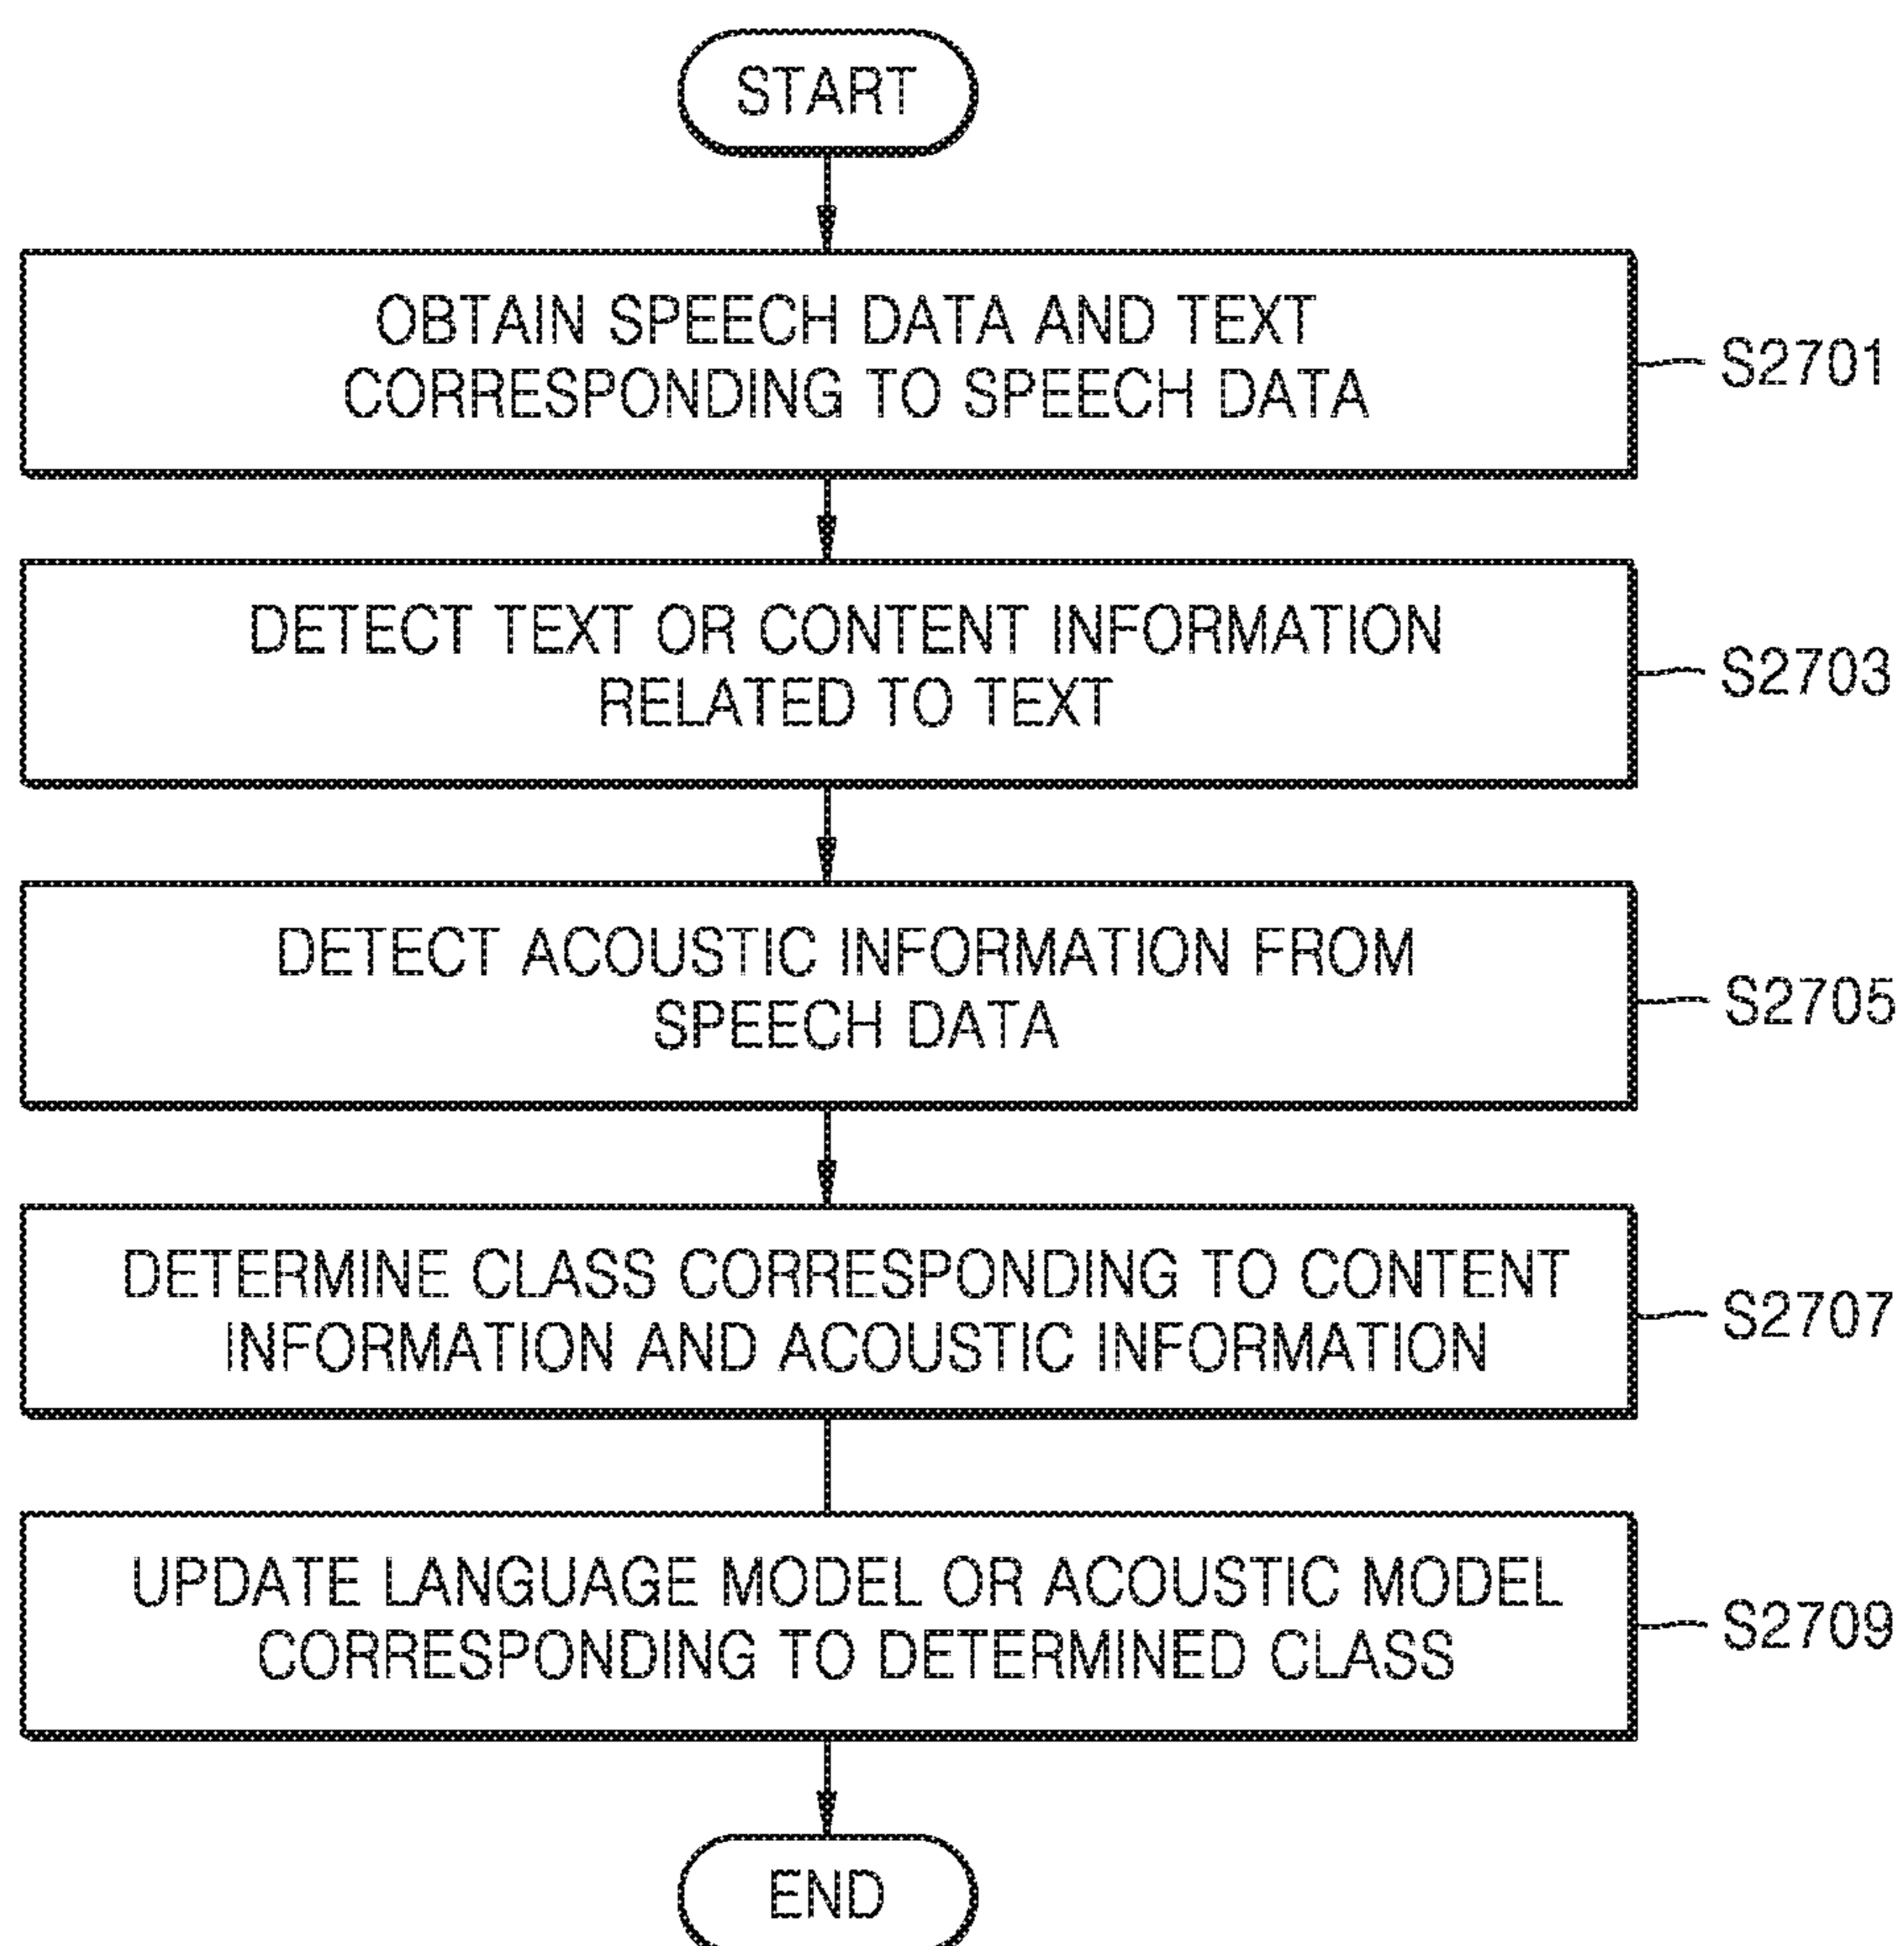 START
OBTAIN SPEECH DATA AND TEXT
CORRESPONDING TO SPEECH DATA
S2701
DETECT TEXT OR CONTENT INFORMATION
RELATED TO TEXT
S2703
DETECT ACOUSTIC INFORMATION FROM
SPEECH DATA
S2705
DETERMINE CLASS CORRESPONDING TO CONTENT
INFORMATION AND ACOUSTIC INFORMATION
S2707
UPDATE LANGUAGE MODEL OR ACOUSTIC MODEL
CORRESPONDING TO DETERMINED CLASS
S2709
END